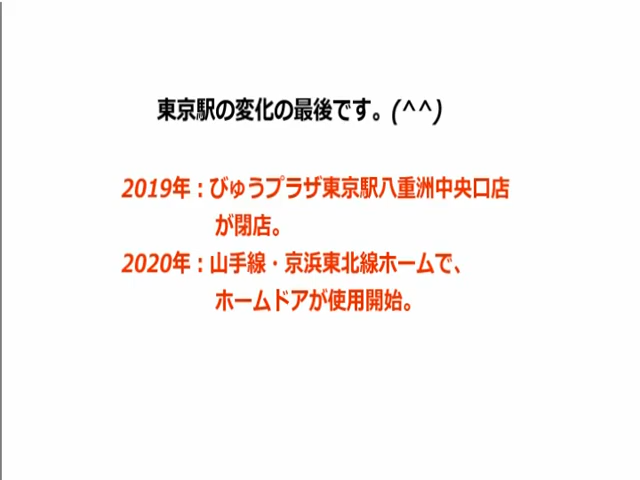 東京駅の変化の最後です。(^^)
2019年：びゅうプラザ東京駅八重洲中央口店
が閉店。
2020年：山手線・京浜東北線ホームで、
ホームドアが使用開始。